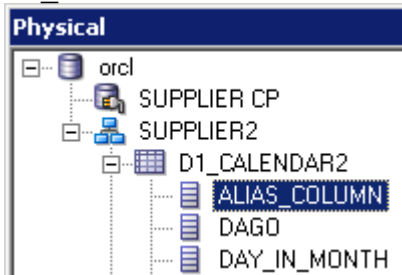 Physical
orcl
SUPPLIER CP
SUPPLIER2
D1_CALENDAR2
ALIAS_COLUMN
DAGO
DAY_IN_MONTH